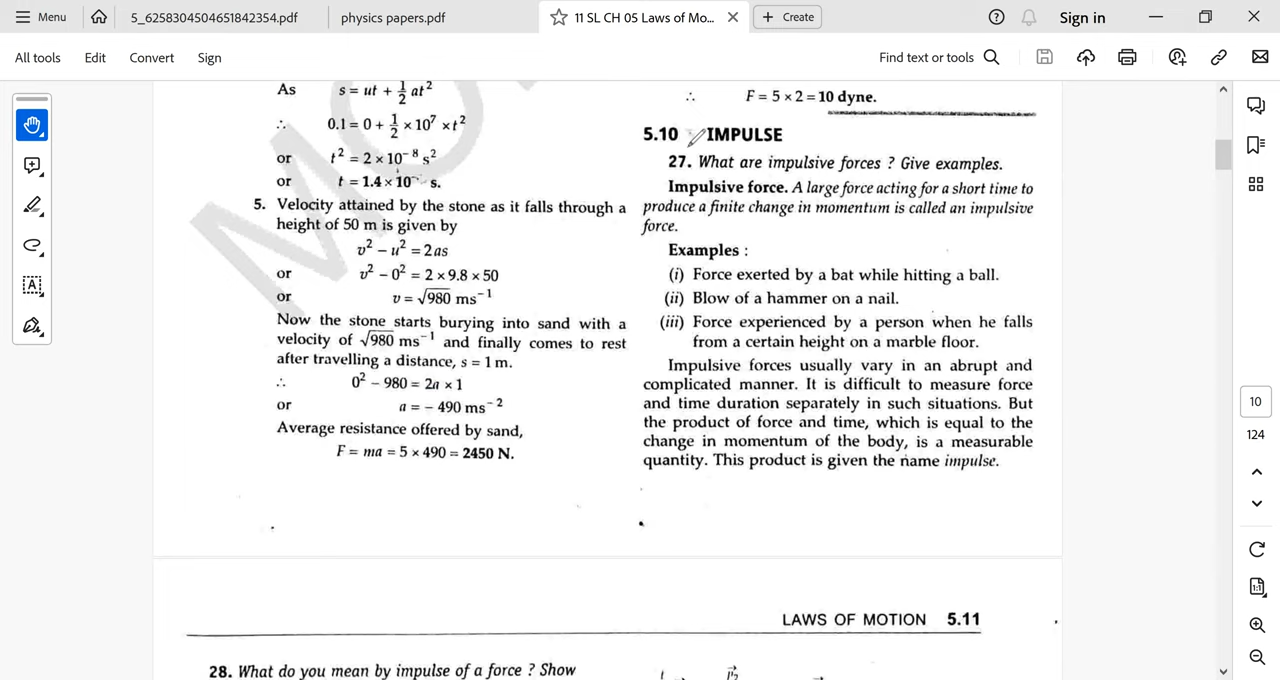 Menu
5_6258304504651842354.pdf
physics papers.pdf
11 SL CH 05 Laws of Mo...
+ Create
Sign in
All tools
Edit
Convert
Sign
Find text or tools
As s = ut + 1/2 at²
∴ 0.1 = 0 + 1/2 × 10⁷ × t²
or t² = 2 × 10⁻⁸ s²
or t = 1.4 × 10⁻ s.
5. Velocity attained by the stone as it falls through a
height of 50 m is given by
v² − u² = 2as
or v² − 0² = 2 × 9.8 × 50
or v = √980 ms⁻¹
Now the stone starts burying into sand with a
velocity of √980 ms⁻¹ and finally comes to rest
after travelling a distance, s = 1 m.
∴ 0² − 980 = 2a × 1
or a = − 490 ms⁻²
Average resistance offered by sand,
F = ma = 5 × 490 = 2450 N.
∴ F = 5 × 2 = 10 dyne.
5.10 IMPULSE
27. What are impulsive forces ? Give examples.
Impulsive force. A large force acting for a short time to
produce a finite change in momentum is called an impulsive
force.
Examples :
(i) Force exerted by a bat while hitting a ball.
(ii) Blow of a hammer on a nail.
(iii) Force experienced by a person when he falls
from a certain height on a marble floor.
Impulsive forces usually vary in an abrupt and
complicated manner. It is difficult to measure force
and time duration separately in such situations. But
the product of force and time, which is equal to the
change in momentum of the body, is a measurable
quantity. This product is given the name impulse.
LAWS OF MOTION 5.11
28. What do you mean by impulse of a force ? Show
10
124
1:1